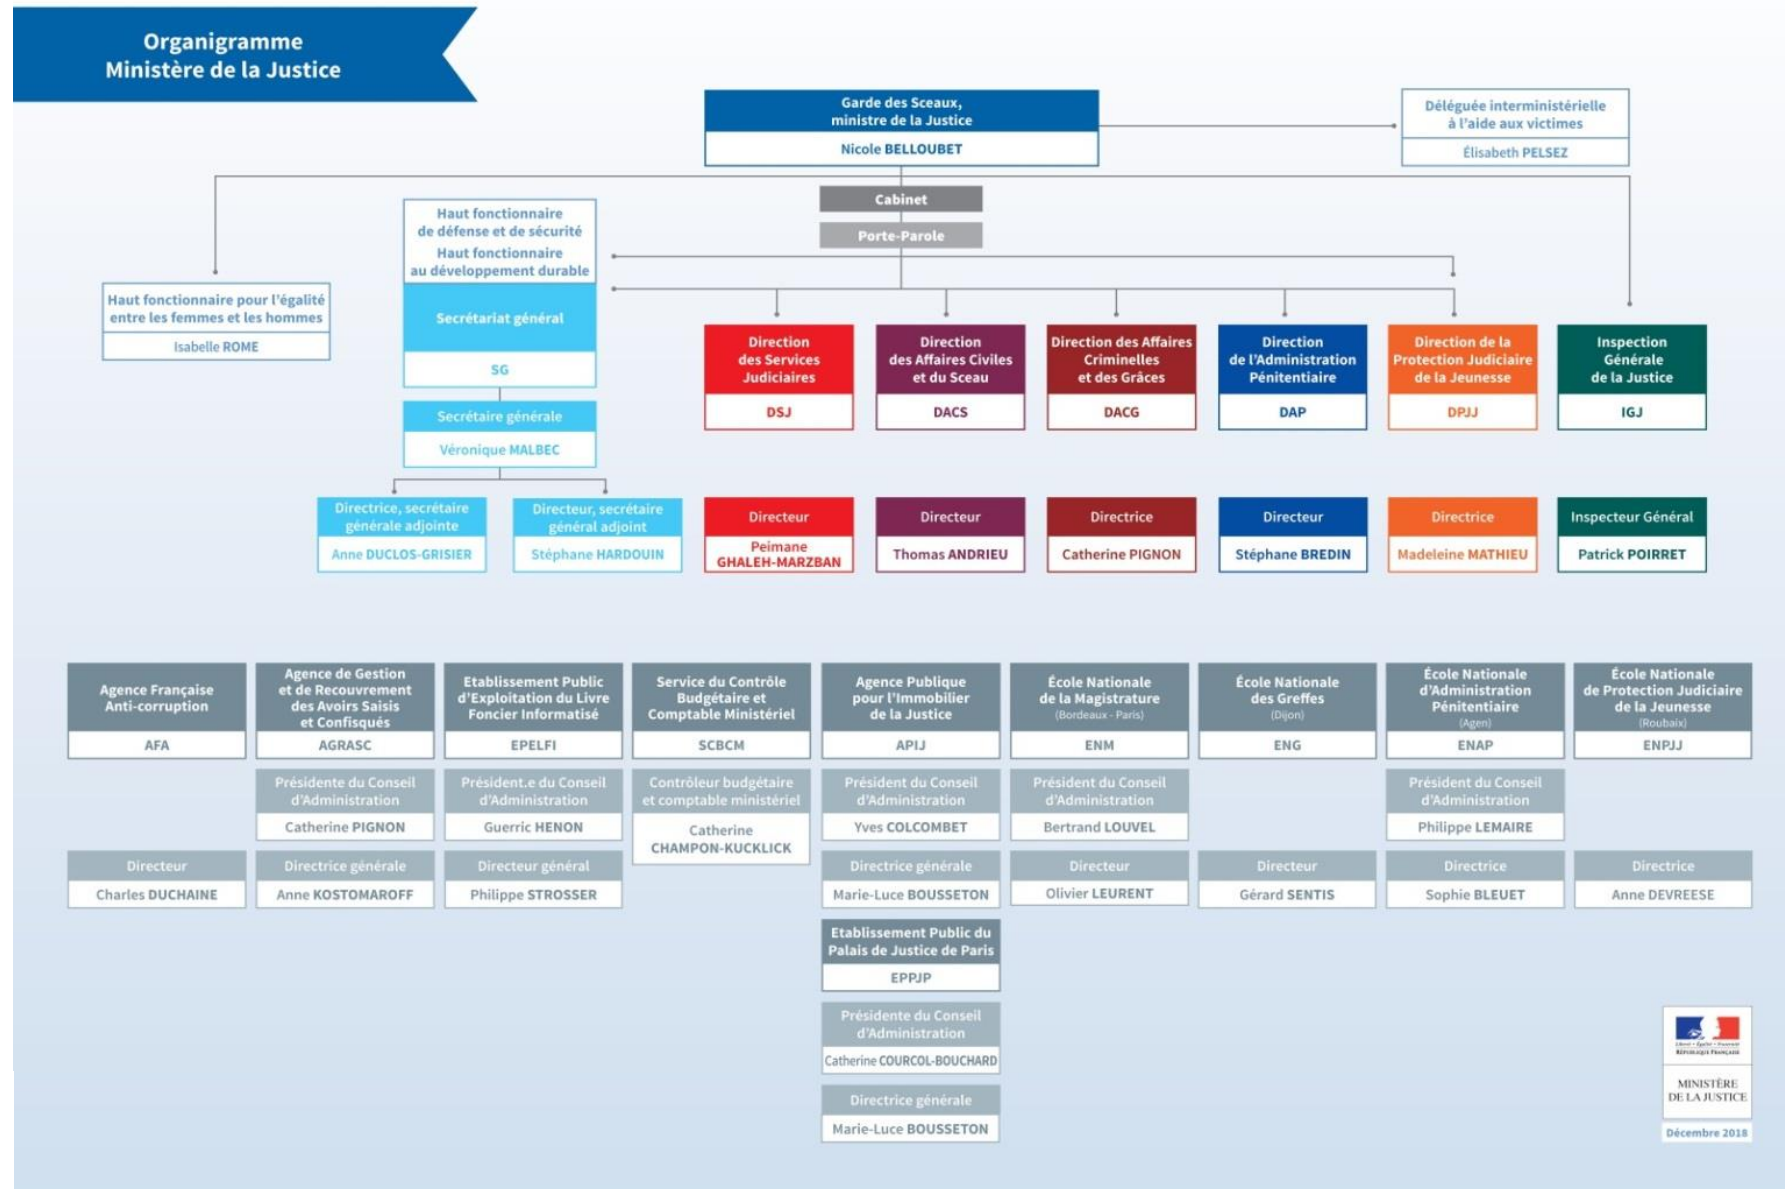 Organigramme
Ministère de la Justice
Garde des Sceaux,
ministre de la Justice
Nicole BELLOUBET
Déléguée interministérielle
à l'aide aux victimes
Élisabeth PELSEZ
Cabinet
Porte-Parole
Haut fonctionnaire
de défense et de sécurité
Haut fonctionnaire
au développement durable
Secrétariat général
SG
Secrétaire générale
Véronique MALBEC
Haut fonctionnaire pour l'égalité
entre les femmes et les hommes
Isabelle ROME
Direction
des Services
Judiciaires
DSJ
Direction
des Affaires Civiles
et du Sceau
DACS
Direction des Affaires
Criminelles
et des Grâces
DACG
Direction
de l'Administration
Pénitentiaire
DAP
Direction de la
Protection Judiciaire
de la Jeunesse
DPJJ
Inspection
Générale
de la Justice
IGJ
Directrice, secrétaire
générale adjointe
Anne DUCLOS-GRISIER
Directeur, secrétaire
général adjoint
Stéphane HARDOUIN
Directeur
Peimane
GHALEH-MARZBAN
Directeur
Thomas ANDRIEU
Directrice
Catherine PIGNON
Directeur
Stéphane BREDIN
Directrice
Madeleine MATHIEU
Inspecteur Général
Patrick POIRRET
Agence Française
Anti-corruption
AFA
Directeur
Charles DUCHAINE
Agence de Gestion
et de Recouvrement
des Avoirs Saisis
et Confisqués
AGRASC
Présidente du Conseil
d'Administration
Catherine PIGNON
Directrice générale
Anne KOSTOMAROFF
Etablissement Public
d'Exploitation du Livre
Foncier Informatisé
EPELFI
Président.e du Conseil
d'Administration
Guerric HENON
Directeur général
Philippe STROSSER
Service du Contrôle
Budgétaire et
Comptable Ministériel
SCBCM
Contrôleur budgétaire
et comptable ministériel
Catherine
CHAMPON-KUCKLICK
Agence Publique
pour l'Immobilier
de la Justice
APIJ
Président du Conseil
d'Administration
Yves COLCOMBET
Directrice générale
Marie-Luce BOUSSETON
Etablissement Public du
Palais de Justice de Paris
EPPJP
Présidente du Conseil
d'Administration
Catherine COURCOL-BOUCHARD
Directrice générale
Marie-Luce BOUSSETON
École Nationale
de la Magistrature
(Bordeaux - Paris)
ENM
Président du Conseil
d'Administration
Bertrand LOUVEL
Directeur
Olivier LEURENT
École Nationale
des Greffes
(Dijon)
ENG
Directeur
Gérard SENTIS
École Nationale
d'Administration
Pénitentiaire
(Agen)
ENAP
Président du Conseil
d'Administration
Philippe LEMAIRE
Directrice
Sophie BLEUET
École Nationale
de Protection Judiciaire
de la Jeunesse
(Roubaix)
ENPJJ
Directrice
Anne DEVREESE
Liberté • Égalité • Fraternité
RÉPUBLIQUE FRANÇAISE
MINISTÈRE
DE LA JUSTICE
Décembre 2018